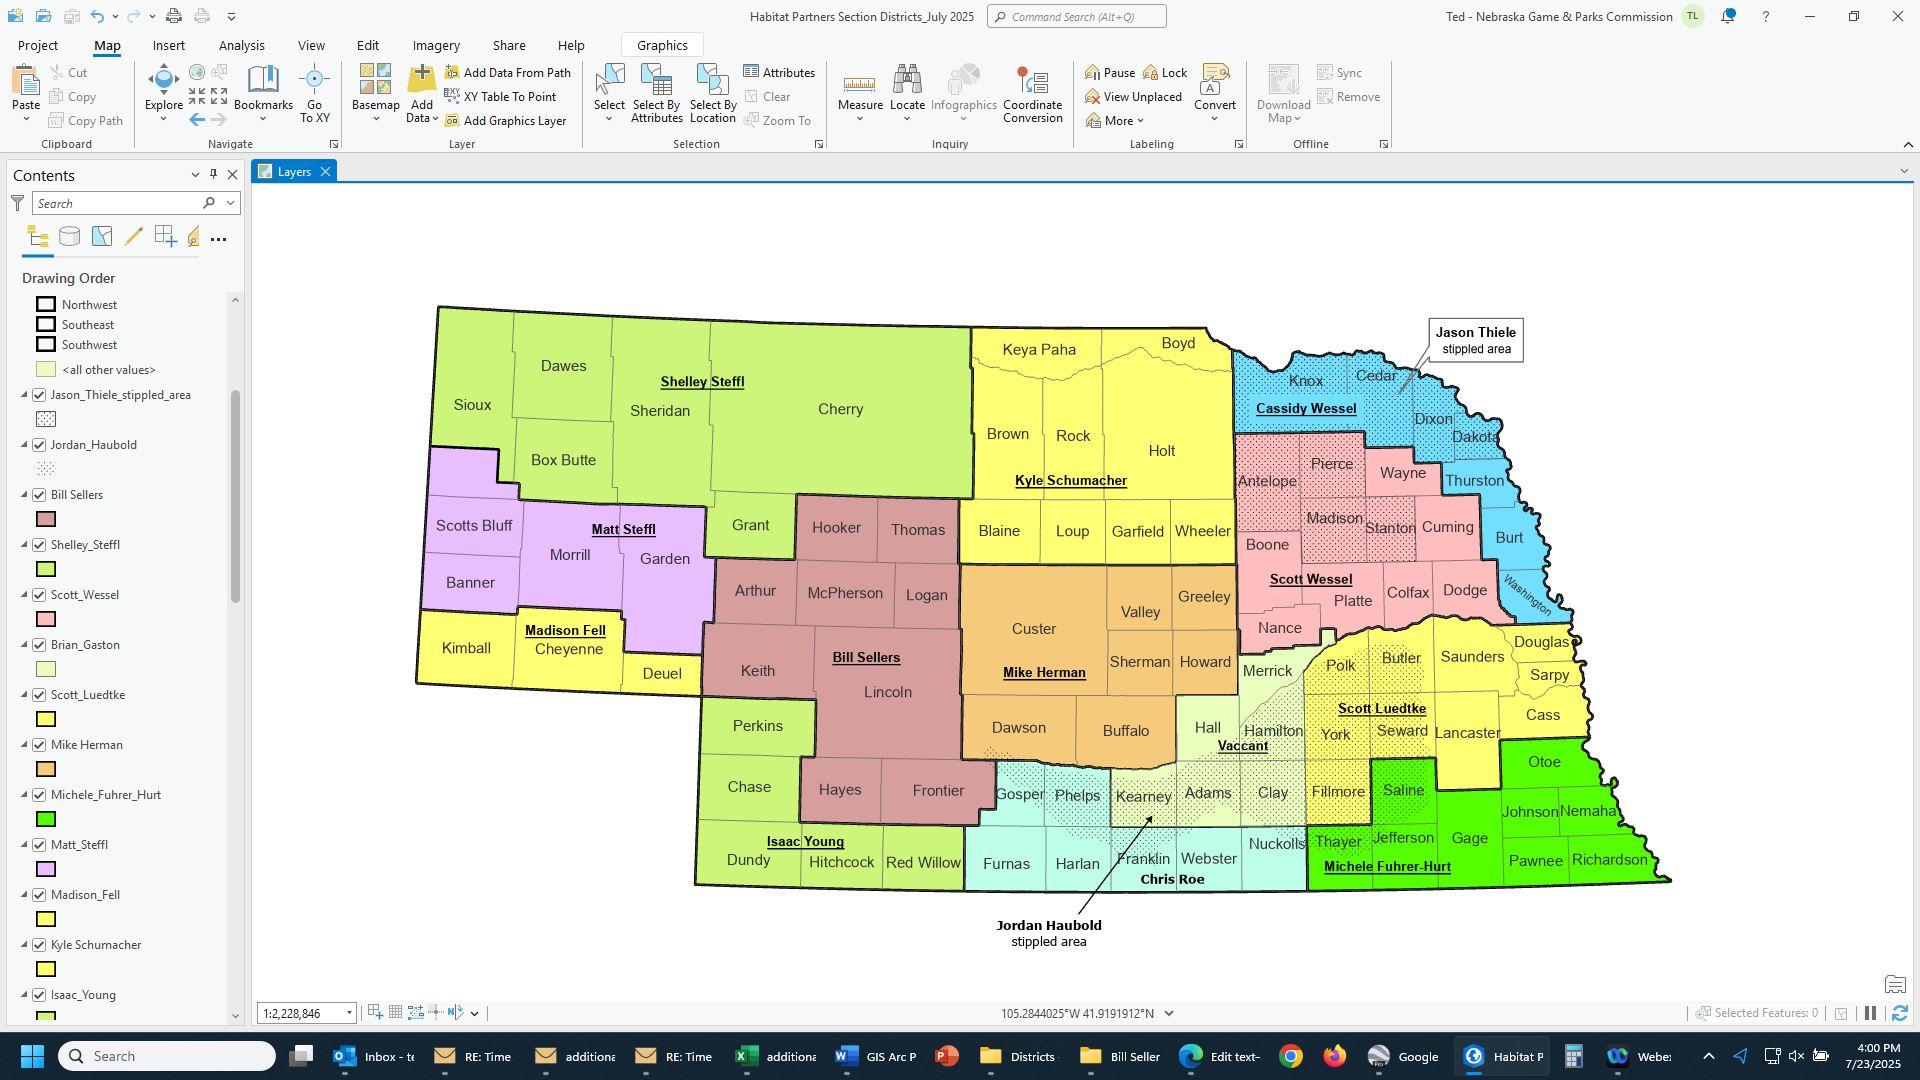 Habitat Partners Section Districts_July 2025
Command Search (Alt+Q)
Ted - Nebraska Game & Parks Commission
TL
?
Project
Map
Insert
Analysis
View
Edit
Imagery
Share
Help
Graphics
Paste
Cut
Copy
Copy Path
Clipboard
Explore
Bookmarks
Go
To XY
Navigate
Basemap
Add
Data
Add Data From Path
XY Table To Point
Add Graphics Layer
Layer
Select
Select By
Attributes
Select By
Location
Attributes
Clear
Zoom To
Selection
Measure
Locate
Infographics
Coordinate
Conversion
Inquiry
Pause
Lock
View Unplaced
More
Convert
Labeling
Download
Map
Sync
Remove
Offline
Contents
Search
Drawing Order
Northwest
Southeast
Southwest
<all other values>
Jason_Thiele_stippled_area
Jordan_Haubold
Bill Sellers
Shelley_Steffl
Scott_Wessel
Brian_Gaston
Scott_Luedtke
Mike Herman
Michele_Fuhrer_Hurt
Matt_Steffl
Madison_Fell
Kyle Schumacher
Isaac_Young
Layers
Jason Thiele
stippled area
Keya Paha
Boyd
Dawes
Shelley Steffl
Sioux
Sheridan
Cherry
Knox
Cedar
Cassidy Wessel
Dixon
Dakota
Brown
Rock
Holt
Box Butte
Pierce
Wayne
Antelope
Kyle Schumacher
Thurston
Scotts Bluff
Matt Steffl
Grant
Hooker
Thomas
Blaine
Loup
Garfield
Wheeler
Madison
Stanton
Cuming
Morrill
Garden
Boone
Burt
Banner
Arthur
McPherson
Logan
Valley
Greeley
Scott Wessel
Platte
Colfax
Dodge
Washington
Custer
Nance
Madison Fell
Kimball
Cheyenne
Bill Sellers
Deuel
Keith
Lincoln
Mike Herman
Sherman
Howard
Merrick
Polk
Butler
Saunders
Douglas
Sarpy
Perkins
Dawson
Buffalo
Hall
Hamilton
Vaccant
Scott Luedtke
York
Seward
Lancaster
Cass
Otoe
Chase
Hayes
Frontier
Gosper
Phelps
Kearney
Adams
Clay
Fillmore
Saline
Johnson
Nemaha
Isaac Young
Dundy
Hitchcock
Red Willow
Furnas
Harlan
Franklin
Webster
Nuckolls
Thayer
Jefferson
Gage
Pawnee
Richardson
Chris Roe
Michele Fuhrer-Hurt
Jordan Haubold
stippled area
1:2,228,846
105.2844025°W 41.9191912°N
Selected Features: 0
Search
Inbox - te
RE: Time
additiona
RE: Time
additiona
GIS Arc P
Districts
Bill Seller
Edit text-
Google
Habitat P
Webex
4:00 PM
7/23/2025